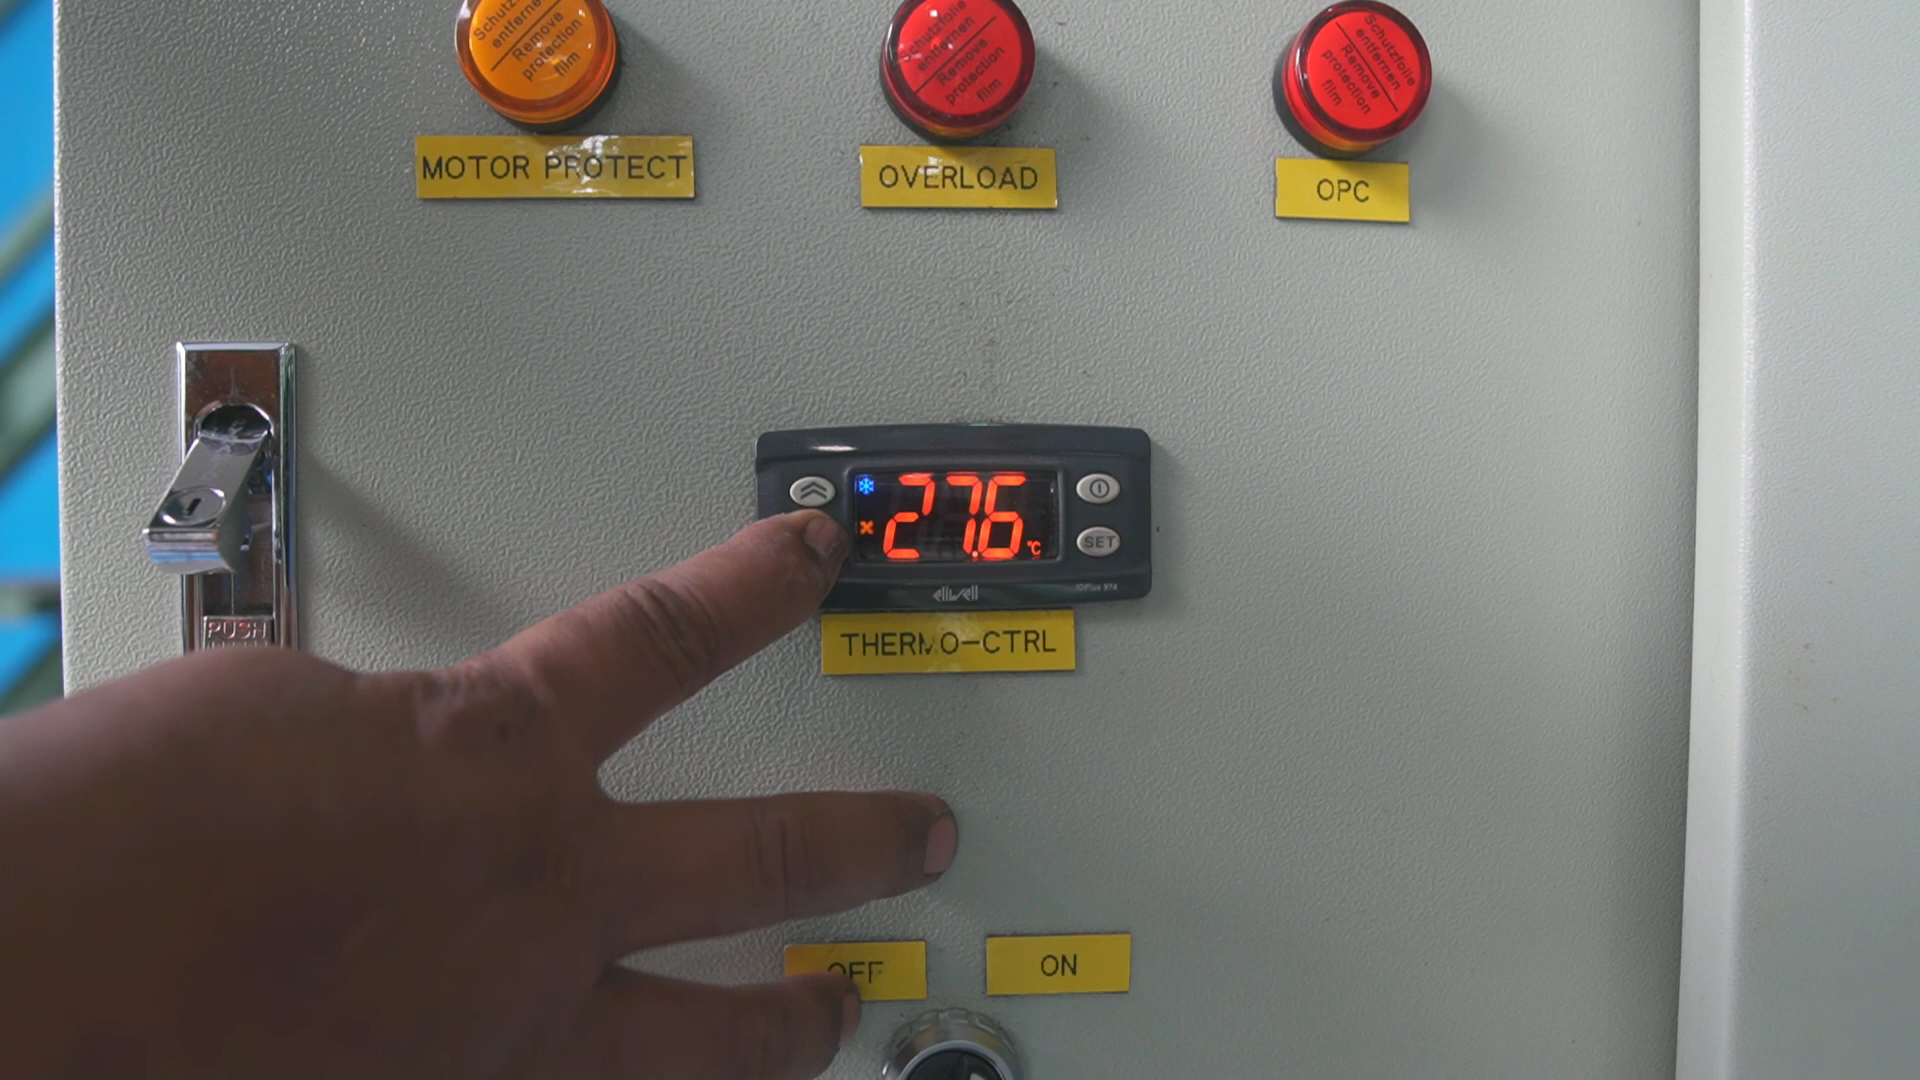 Schutzfolie
entfernen
Remove
protection
film
Schutzfolie
entfernen
Remove
protection
film
Schutzfolie
entfernen
Remove
protection
film
MOTOR PROTECT
OVERLOAD
OPC
27.6 °C
SET
eliwell
IDPlus 974
THERMO-CTRL
PUSH
OFF
ON